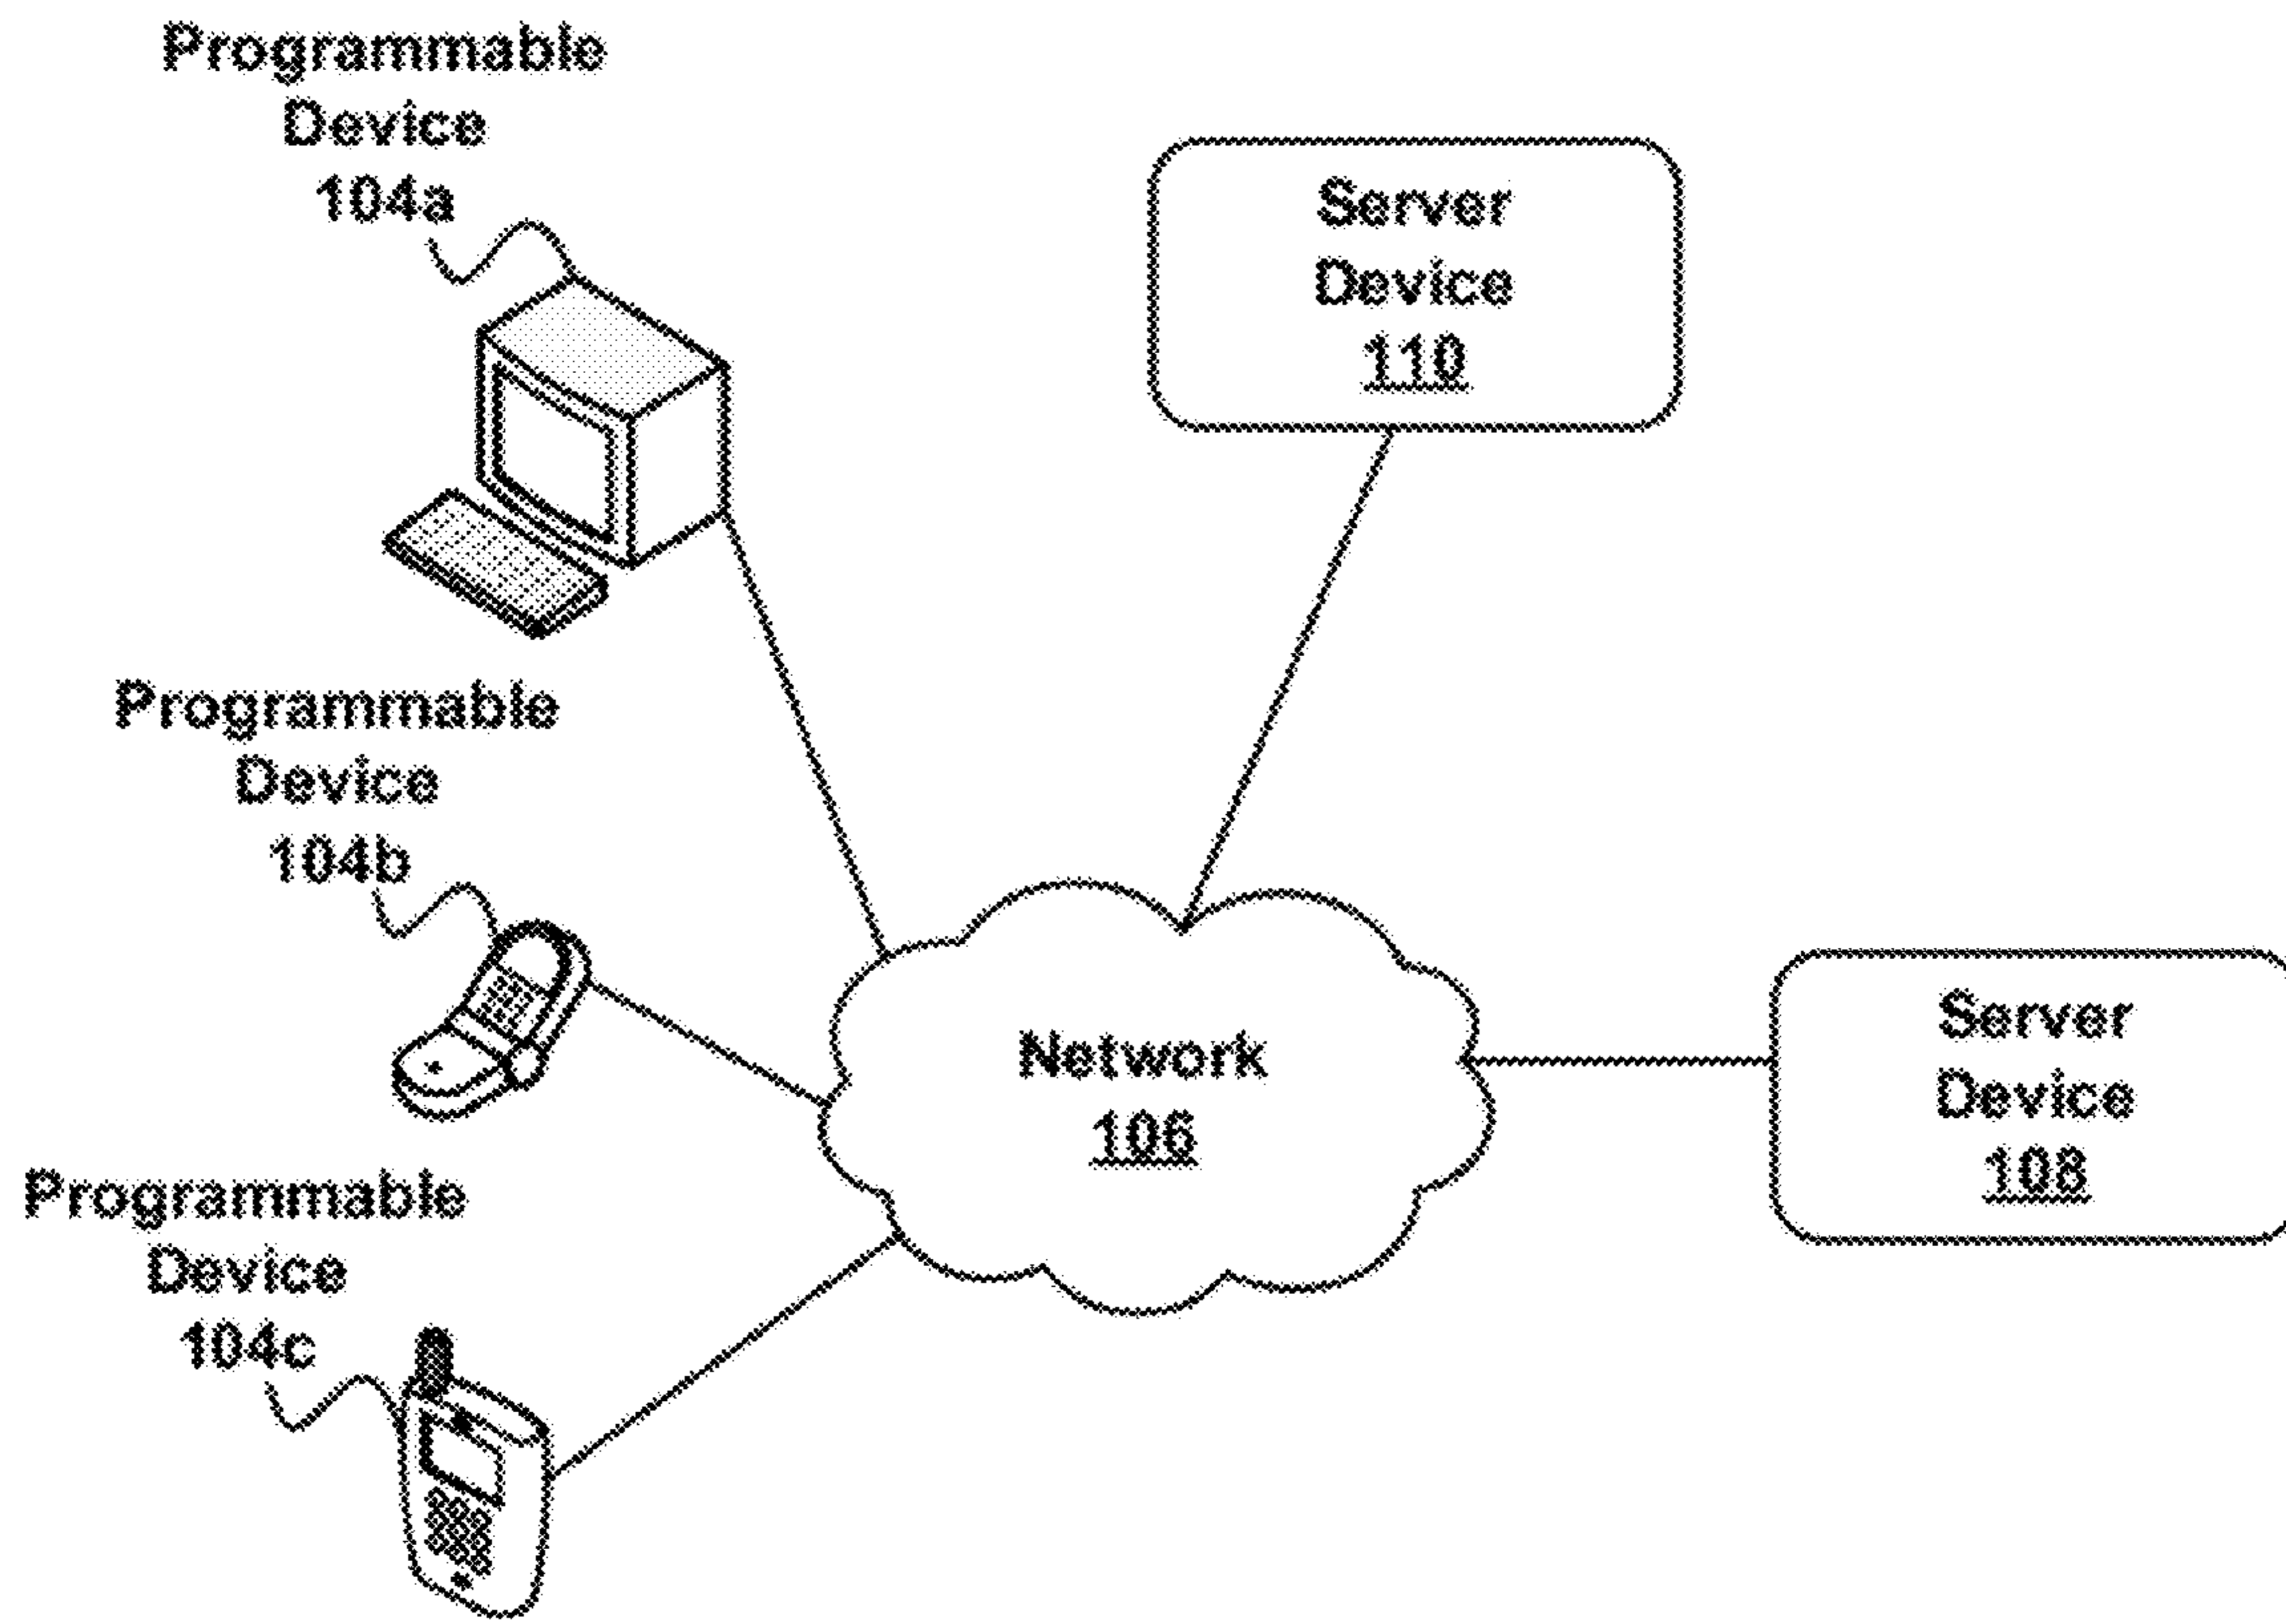 Programmable
Device
104a
Server
Device
110
Programmable
Device
104b
Network
106
Server
Device
108
Programmable
Device
104c